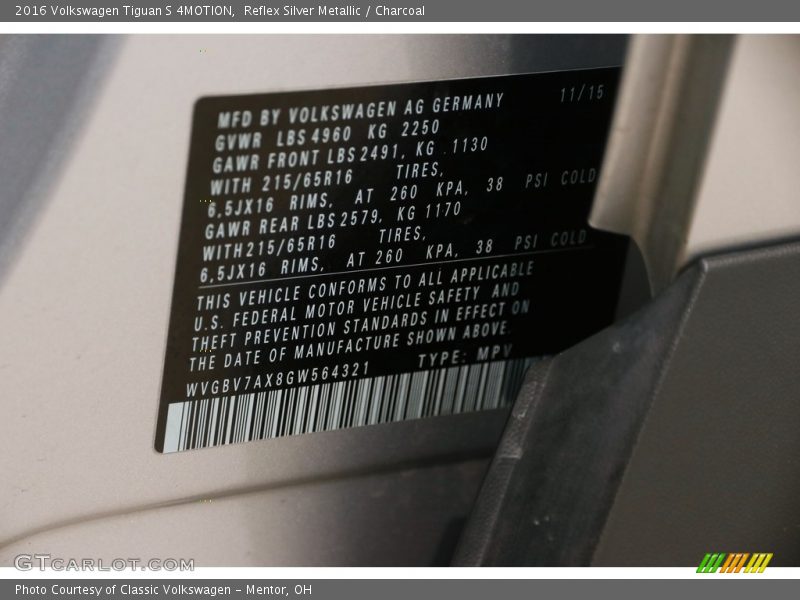 2016 Volkswagen Tiguan S 4MOTION,  Reflex Silver Metallic / Charcoal
MFD BY VOLKSWAGEN AG GERMANY 11/15
GVWR LBS 4960 KG 2250
GAWR FRONT LBS 2491, KG 1130
WITH 215/65R16 TIRES,
6,5JX16 RIMS, AT 260 KPA, 38 PSI COLD
GAWR REAR LBS 2579, KG 1170
WITH 215/65R16 TIRES,
6,5JX16 RIMS, AT 260 KPA, 38 PSI COLD
THIS VEHICLE CONFORMS TO ALL APPLICABLE
U.S. FEDERAL MOTOR VEHICLE SAFETY AND
THEFT PREVENTION STANDARDS IN EFFECT ON
THE DATE OF MANUFACTURE SHOWN ABOVE.
WVGBV7AX8GW564321 TYPE: MPV
GTCARLOT.COM
Photo Courtesy of Classic Volkswagen - Mentor, OH